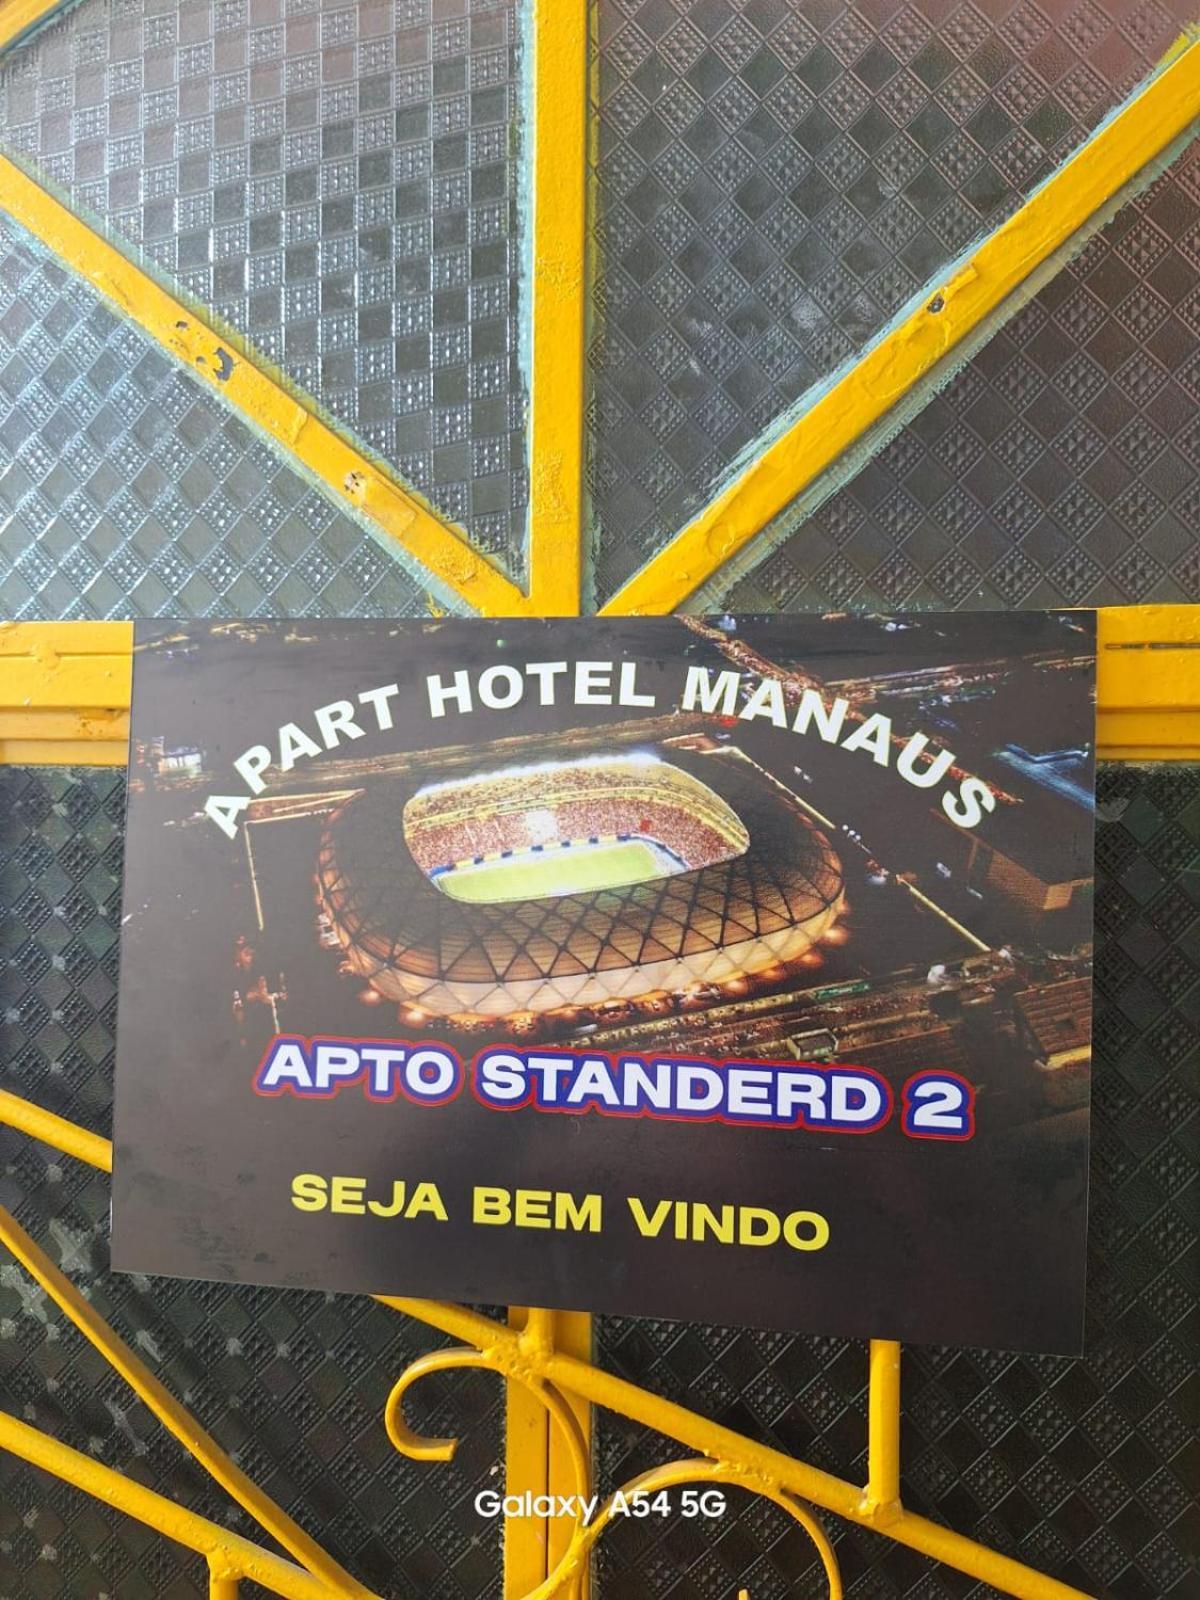 APART HOTEL MANAUS
APTO STANDERD 2
SEJA BEM VINDO
Galaxy A54 5G